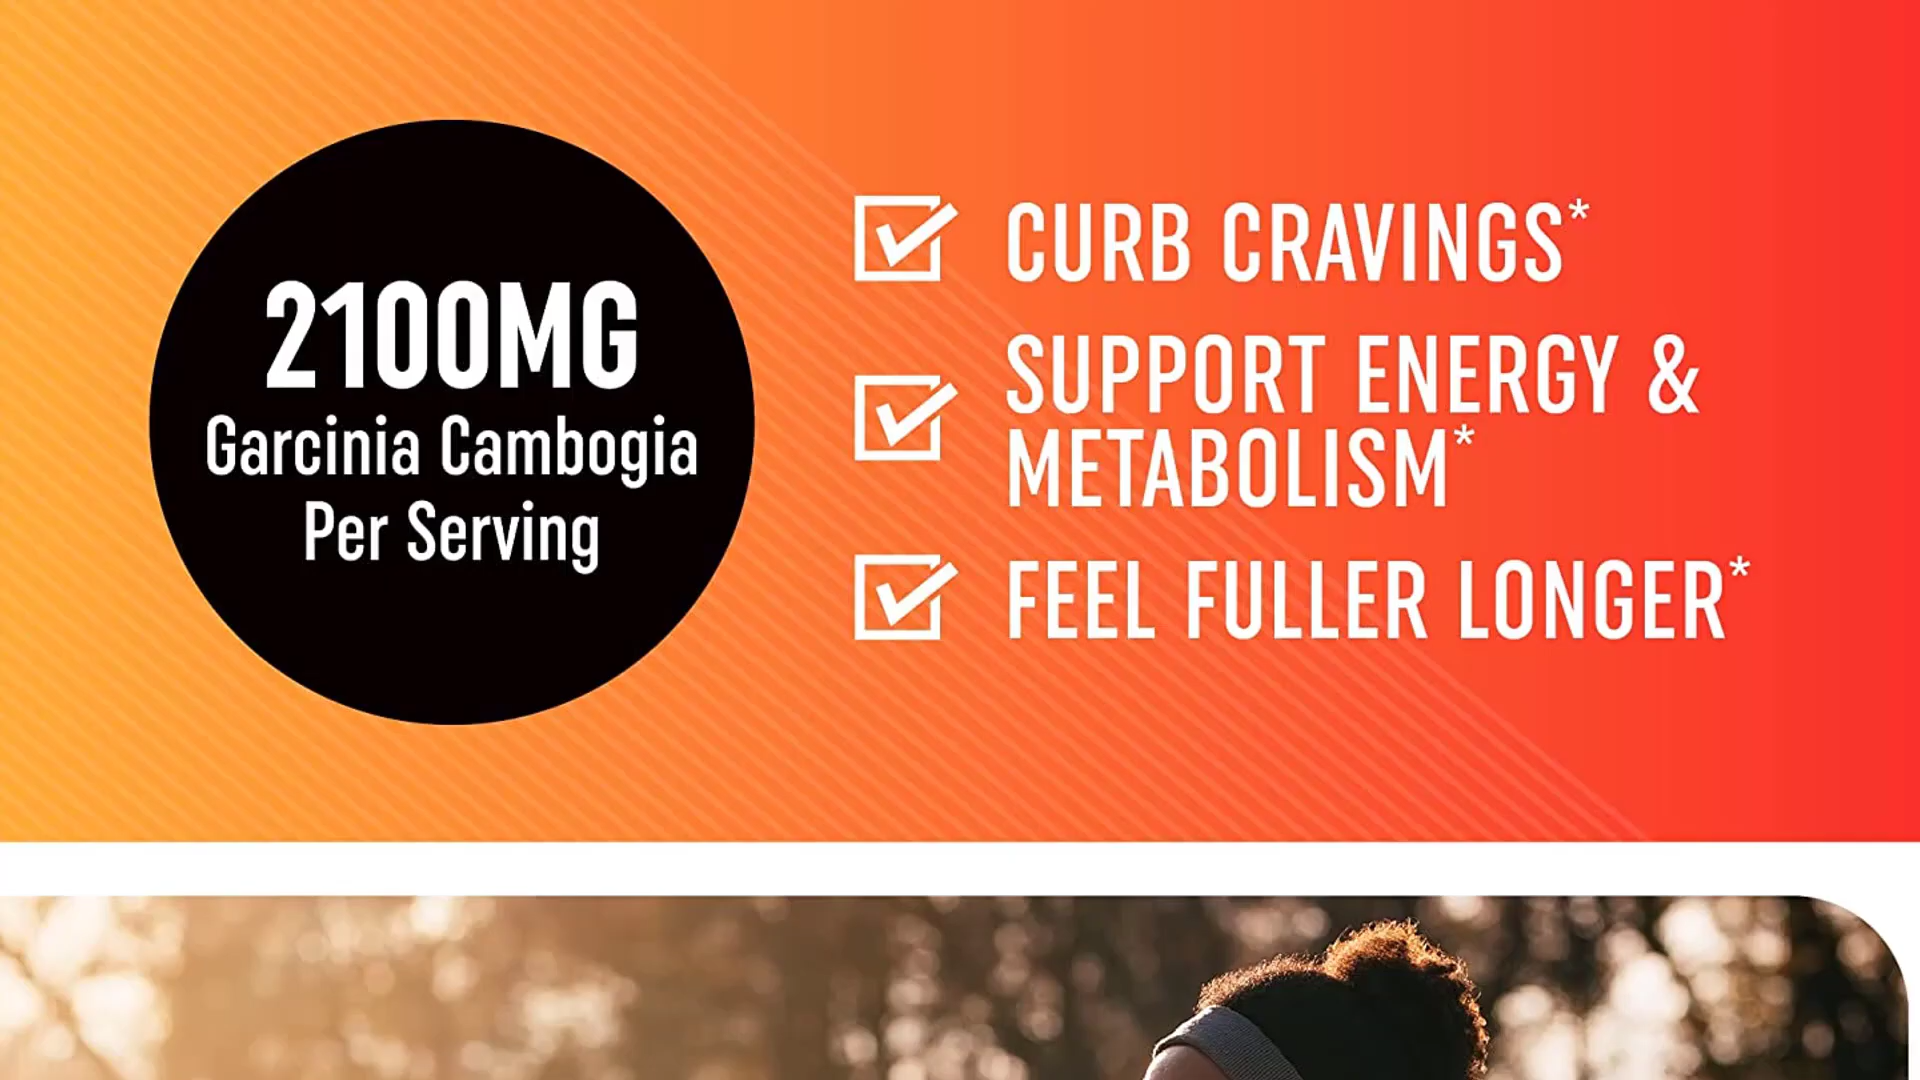 2100MG
Garcinia Cambogia
Per Serving
CURB CRAVINGS*
SUPPORT ENERGY &
METABOLISM*
FEEL FULLER LONGER*